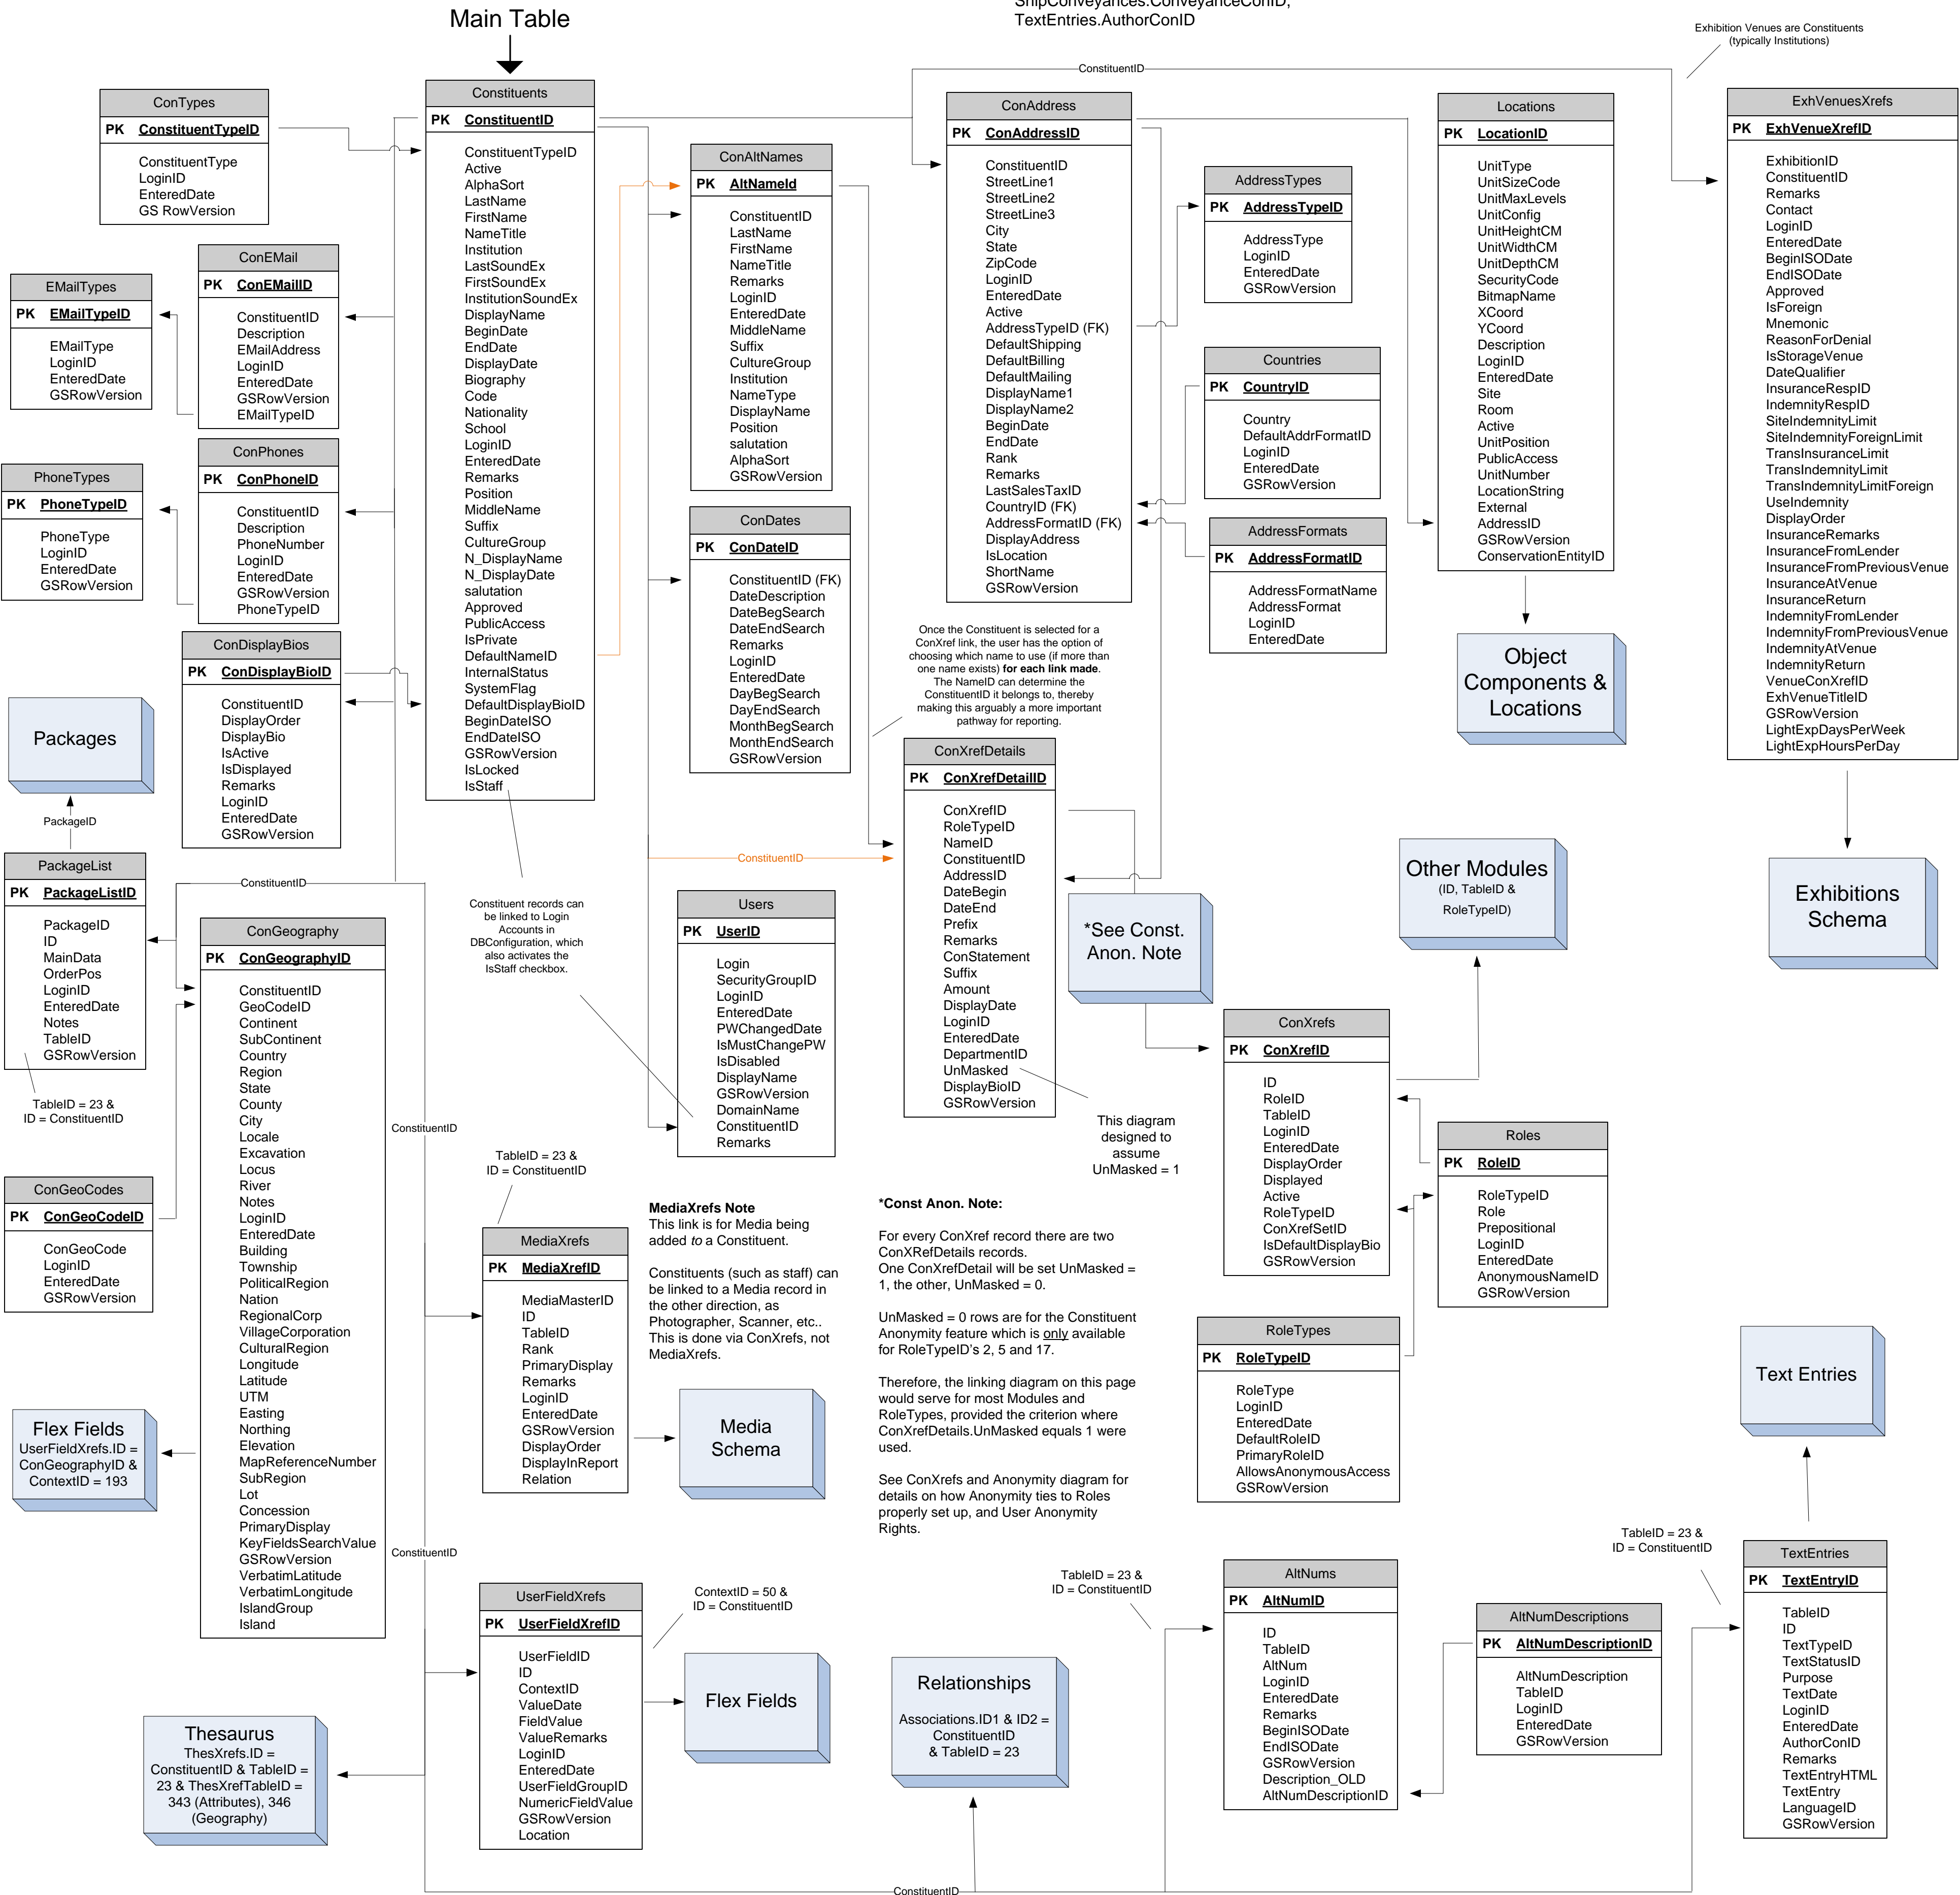 ShipConveyances.ConveyanceConID,
TextEntries.AuthorConID
Main Table
Exhibition Venues are Constituents
(typically Institutions)
ConstituentID
ConTypes
PK ConstituentTypeID
ConstituentType
LoginID
EnteredDate
GS RowVersion
Constituents
PK ConstituentID
ConstituentTypeID
Active
AlphaSort
LastName
FirstName
NameTitle
Institution
LastSoundEx
FirstSoundEx
InstitutionSoundEx
DisplayName
BeginDate
EndDate
DisplayDate
Biography
Code
Nationality
School
LoginID
EnteredDate
Remarks
Position
MiddleName
Suffix
CultureGroup
N_DisplayName
N_DisplayDate
salutation
Approved
PublicAccess
IsPrivate
DefaultNameID
InternalStatus
SystemFlag
DefaultDisplayBioID
BeginDateISO
EndDateISO
GSRowVersion
IsLocked
IsStaff
ConAltNames
PK AltNameId
ConstituentID
LastName
FirstName
NameTitle
Remarks
LoginID
EnteredDate
MiddleName
Suffix
CultureGroup
Institution
NameType
DisplayName
Position
salutation
AlphaSort
GSRowVersion
ConAddress
PK ConAddressID
ConstituentID
StreetLine1
StreetLine2
StreetLine3
City
State
ZipCode
LoginID
EnteredDate
Active
AddressTypeID (FK)
DefaultShipping
DefaultBilling
DefaultMailing
DisplayName1
DisplayName2
BeginDate
EndDate
Rank
Remarks
LastSalesTaxID
CountryID (FK)
AddressFormatID (FK)
DisplayAddress
IsLocation
ShortName
GSRowVersion
AddressTypes
PK AddressTypeID
AddressType
LoginID
EnteredDate
GSRowVersion
Countries
PK CountryID
Country
DefaultAddrFormatID
LoginID
EnteredDate
GSRowVersion
AddressFormats
PK AddressFormatID
AddressFormatName
AddressFormat
LoginID
EnteredDate
Locations
PK LocationID
UnitType
UnitSizeCode
UnitMaxLevels
UnitConfig
UnitHeightCM
UnitWidthCM
UnitDepthCM
SecurityCode
BitmapName
XCoord
YCoord
Description
LoginID
EnteredDate
Site
Room
Active
UnitPosition
PublicAccess
UnitNumber
LocationString
External
AddressID
GSRowVersion
ConservationEntityID
Object
Components &
Locations
ExhVenuesXrefs
PK ExhVenueXrefID
ExhibitionID
ConstituentID
Remarks
Contact
LoginID
EnteredDate
BeginISODate
EndISODate
Approved
IsForeign
Mnemonic
ReasonForDenial
IsStorageVenue
DateQualifier
InsuranceRespID
IndemnityRespID
SiteIndemnityLimit
SiteIndemnityForeignLimit
TransInsuranceLimit
TransIndemnityLimit
TransIndemnityLimitForeign
UseIndemnity
DisplayOrder
InsuranceRemarks
InsuranceFromLender
InsuranceFromPreviousVenue
InsuranceAtVenue
InsuranceReturn
IndemnityFromLender
IndemnityFromPreviousVenue
IndemnityAtVenue
IndemnityReturn
VenueConXrefID
ExhVenueTitleID
GSRowVersion
LightExpDaysPerWeek
LightExpHoursPerDay
Exhibitions
Schema
ConEMail
PK ConEMailID
ConstituentID
Description
EMailAddress
LoginID
EnteredDate
GSRowVersion
EMailTypeID
EMailTypes
PK EMailTypeID
EMailType
LoginID
EnteredDate
GSRowVersion
ConPhones
PK ConPhoneID
ConstituentID
Description
PhoneNumber
LoginID
EnteredDate
GSRowVersion
PhoneTypeID
PhoneTypes
PK PhoneTypeID
PhoneType
LoginID
EnteredDate
GSRowVersion
ConDisplayBios
PK ConDisplayBioID
ConstituentID
DisplayOrder
DisplayBio
IsActive
IsDisplayed
Remarks
LoginID
EnteredDate
GSRowVersion
ConDates
PK ConDateID
ConstituentID (FK)
DateDescription
DateBegSearch
DateEndSearch
Remarks
LoginID
EnteredDate
DayBegSearch
DayEndSearch
MonthBegSearch
MonthEndSearch
GSRowVersion
Once the Constituent is selected for a
ConXref link, the user has the option of
choosing which name to use (if more than
one name exists) for each link made.
The NameID can determine the
ConstituentID it belongs to, thereby
making this arguably a more important
pathway for reporting.
Packages
PackageID
PackageList
PK PackageListID
PackageID
ID
MainData
OrderPos
LoginID
EnteredDate
Notes
TableID
GSRowVersion
TableID = 23 &
ID = ConstituentID
ConstituentID
ConGeography
PK ConGeographyID
ConstituentID
GeoCodeID
Continent
SubContinent
Country
Region
State
County
City
Locale
Excavation
Locus
River
Notes
LoginID
EnteredDate
Building
Township
PoliticalRegion
Nation
RegionalCorp
VillageCorporation
CulturalRegion
Longitude
Latitude
UTM
Easting
Northing
Elevation
MapReferenceNumber
SubRegion
Lot
Concession
PrimaryDisplay
KeyFieldsSearchValue
GSRowVersion
VerbatimLatitude
VerbatimLongitude
IslandGroup
Island
ConGeoCodes
PK ConGeoCodeID
ConGeoCode
LoginID
EnteredDate
GSRowVersion
Flex Fields
UserFieldXrefs.ID =
ConGeographyID &
ContextID = 193
Constituent records can
be linked to Login
Accounts in
DBConfiguration, which
also activates the
IsStaff checkbox.
ConstituentID
Users
PK UserID
Login
SecurityGroupID
LoginID
EnteredDate
PWChangedDate
IsMustChangePW
IsDisabled
DisplayName
GSRowVersion
DomainName
ConstituentID
Remarks
ConXrefDetails
PK ConXrefDetailID
ConXrefID
RoleTypeID
NameID
ConstituentID
AddressID
DateBegin
DateEnd
Prefix
Remarks
ConStatement
Suffix
Amount
DisplayDate
LoginID
EnteredDate
DepartmentID
UnMasked
DisplayBioID
GSRowVersion
*See Const.
Anon. Note
This diagram
designed to
assume
UnMasked = 1
Other Modules
(ID, TableID &
RoleTypeID)
ConXrefs
PK ConXrefID
ID
RoleID
TableID
LoginID
EnteredDate
DisplayOrder
Displayed
Active
RoleTypeID
ConXrefSetID
IsDefaultDisplayBio
GSRowVersion
Roles
PK RoleID
RoleTypeID
Role
Prepositional
LoginID
EnteredDate
AnonymousNameID
GSRowVersion
RoleTypes
PK RoleTypeID
RoleType
LoginID
EnteredDate
DefaultRoleID
PrimaryRoleID
AllowsAnonymousAccess
GSRowVersion
ConstituentID
TableID = 23 &
ID = ConstituentID
MediaXrefs
PK MediaXrefID
MediaMasterID
ID
TableID
Rank
PrimaryDisplay
Remarks
LoginID
EnteredDate
GSRowVersion
DisplayOrder
DisplayInReport
Relation
MediaXrefs Note
This link is for Media being
added to a Constituent.
Constituents (such as staff) can
be linked to a Media record in
the other direction, as
Photographer, Scanner, etc..
This is done via ConXrefs, not
MediaXrefs.
Media
Schema
*Const Anon. Note:
For every ConXref record there are two
ConXRefDetails records.
One ConXrefDetail will be set UnMasked =
1, the other, UnMasked = 0.
UnMasked = 0 rows are for the Constituent
Anonymity feature which is only available
for RoleTypeID's 2, 5 and 17.
Therefore, the linking diagram on this page
would serve for most Modules and
RoleTypes, provided the criterion where
ConXrefDetails.UnMasked equals 1 were
used.
See ConXrefs and Anonymity diagram for
details on how Anonymity ties to Roles
properly set up, and User Anonymity
Rights.
Text Entries
ConstituentID
UserFieldXrefs
PK UserFieldXrefID
UserFieldID
ID
ContextID
ValueDate
FieldValue
ValueRemarks
LoginID
EnteredDate
UserFieldGroupID
NumericFieldValue
GSRowVersion
Location
ContextID = 50 &
ID = ConstituentID
Flex Fields
Thesaurus
ThesXrefs.ID =
ConstituentID & TableID =
23 & ThesXrefTableID =
343 (Attributes), 346
(Geography)
Relationships
Associations.ID1 & ID2 =
ConstituentID
& TableID = 23
TableID = 23 &
ID = ConstituentID
AltNums
PK AltNumID
ID
TableID
AltNum
LoginID
EnteredDate
Remarks
BeginISODate
EndISODate
GSRowVersion
Description_OLD
AltNumDescriptionID
AltNumDescriptions
PK AltNumDescriptionID
AltNumDescription
TableID
LoginID
EnteredDate
GSRowVersion
TableID = 23 &
ID = ConstituentID
TextEntries
PK TextEntryID
TableID
ID
TextTypeID
TextStatusID
Purpose
TextDate
LoginID
EnteredDate
AuthorConID
Remarks
TextEntryHTML
TextEntry
LanguageID
GSRowVersion
ConstituentID